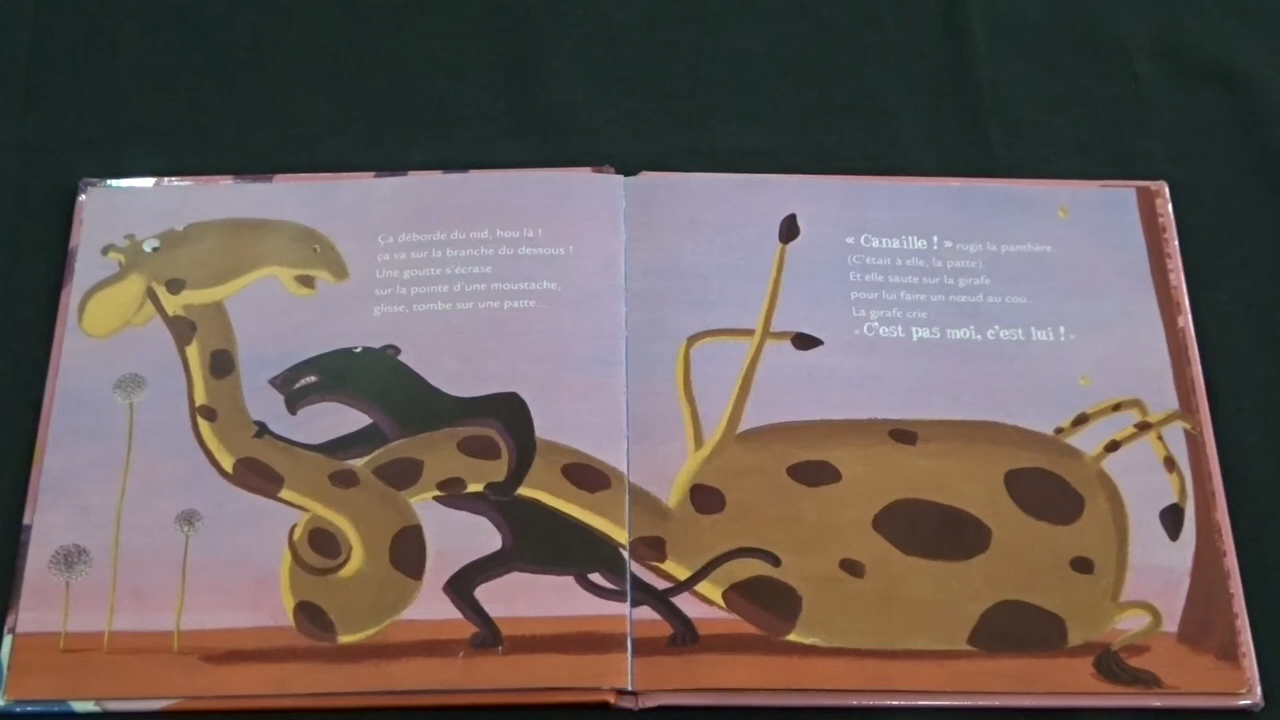 Ça déborde du nid, hou là !
ça va sur la branche du dessous !
Une goutte s'écrase
sur la pointe d'une moustache,
glisse, tombe sur une patte...
« Canaille ! » rugit la panthère.
(C'était à elle, la patte).
Et elle saute sur la girafe
pour lui faire un nœud au cou.
La girafe crie :
« C'est pas moi, c'est lui ! »